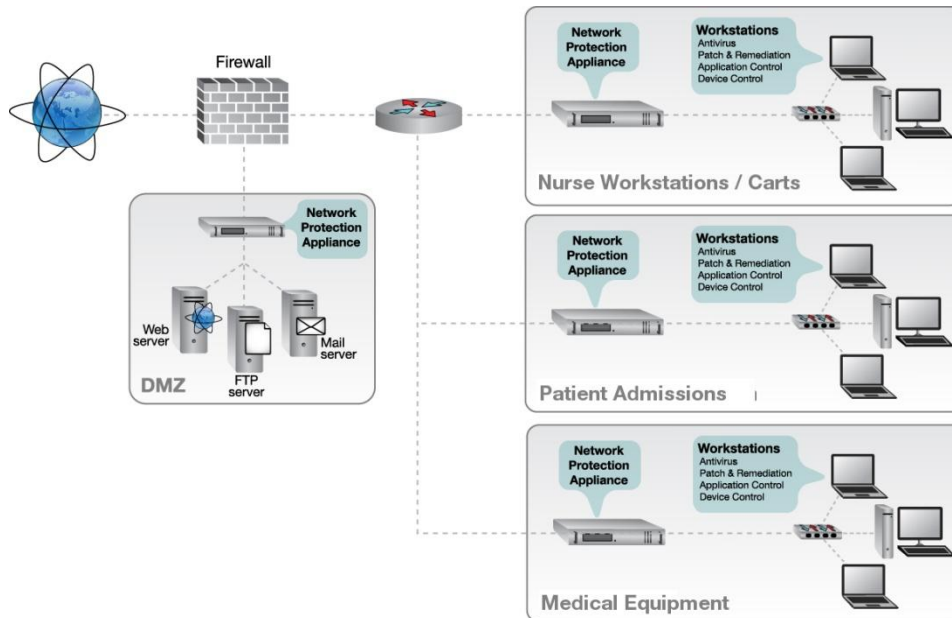 Firewall
Network
Protection
Appliance
Web
server
FTP
server
Mail
server
DMZ
Network
Protection
Appliance
Workstations
Antivirus
Patch & Remediation
Application Control
Device Control
Nurse Workstations / Carts
Network
Protection
Appliance
Workstations
Antivirus
Patch & Remediation
Application Control
Device Control
Patient Admissions
Network
Protection
Appliance
Workstations
Antivirus
Patch & Remediation
Application Control
Device Control
Medical Equipment